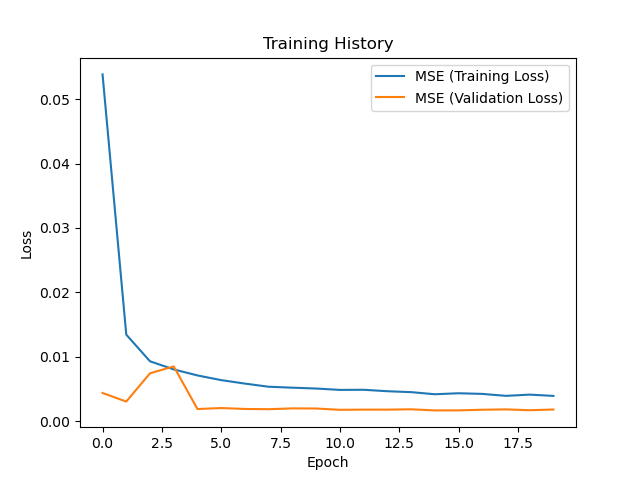 Training History
MSE (Training Loss)
MSE (Validation Loss)
0.05
0.04
0.03
0.02
0.01
0.00
Loss
0.0 2.5 5.0 7.5 10.0 12.5 15.0 17.5
Epoch